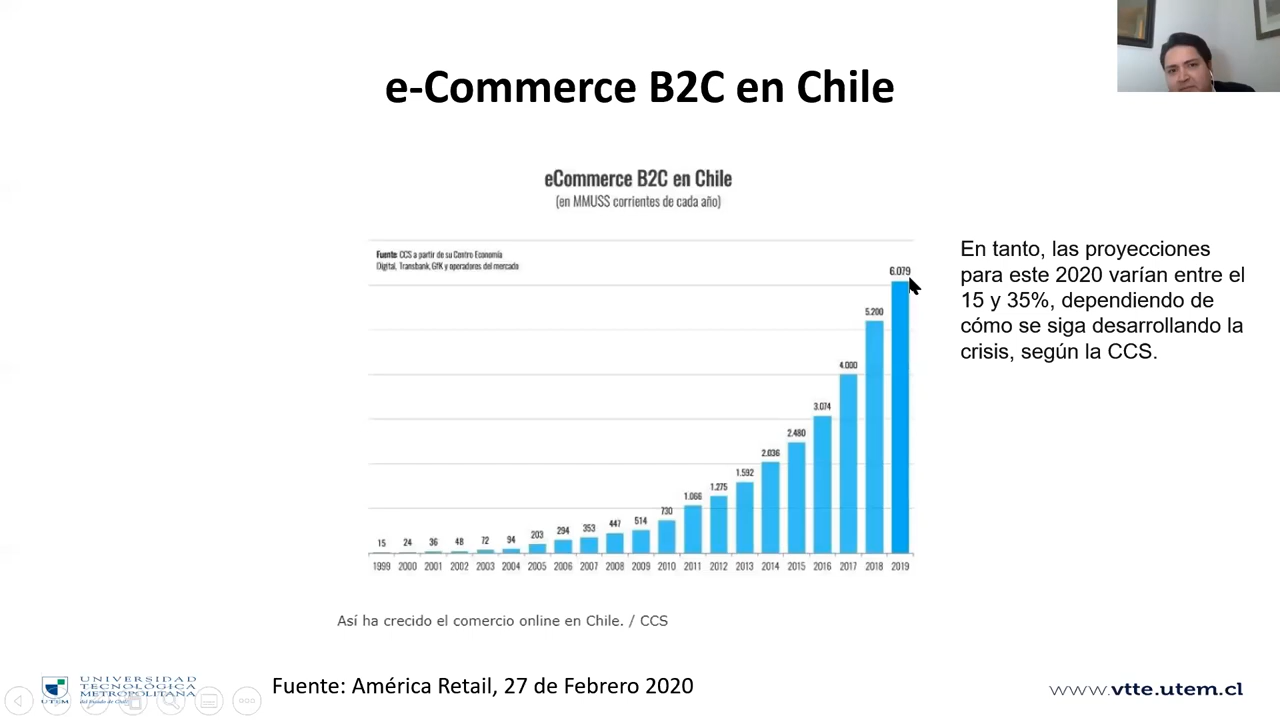 e-Commerce B2C en Chile
eCommerce B2C en Chile
(en MMUSS corrientes de cada año)
Fuente: CCS a partir de su Centro Economía
Digital, Transbank, GfK y operadores del mercado
15 24 36 48 72 94 203 294 353 447 514 730 1.066 1.275 1.592 2.036 2.480 3.074 4.000 5.200 6.079
1999 2000 2001 2002 2003 2004 2005 2006 2007 2008 2009 2010 2011 2012 2013 2014 2015 2016 2017 2018 2019
En tanto, las proyecciones
para este 2020 varían entre el
15 y 35%, dependiendo de
cómo se siga desarrollando la
crisis, según la CCS.
Así ha crecido el comercio online en Chile. / CCS
UNIVERSIDAD
TECNOLÓGICA
METROPOLITANA
del Estado de Chile
UTEM
Fuente: América Retail, 27 de Febrero 2020
www.vtte.utem.cl